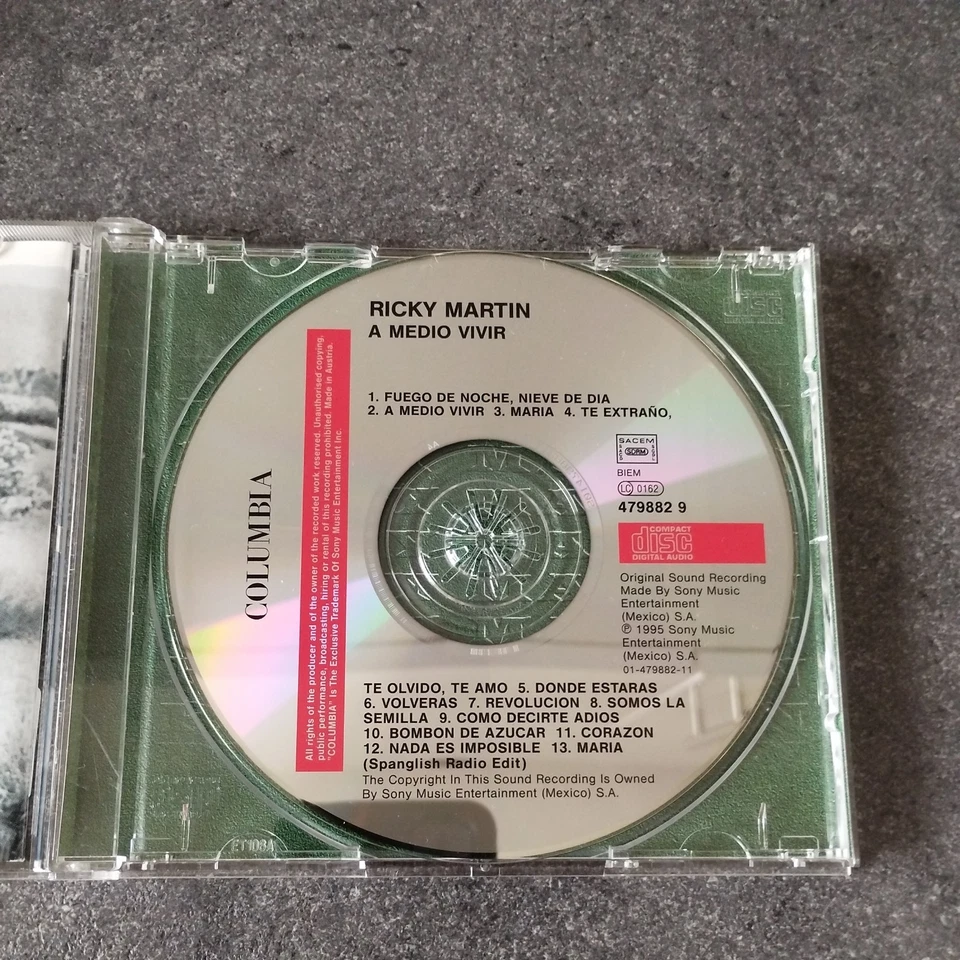 RICKY MARTIN
A MEDIO VIVIR
1. FUEGO DE NOCHE, NIEVE DE DIA
2. A MEDIO VIVIR 3. MARIA 4. TE EXTRAÑO,
SACEM
SDRM
BIEM
LC 0162
479882 9
COMPACT
disc
DIGITAL AUDIO
Original Sound Recording
Made By Sony Music
Entertainment
(Mexico) S.A.
℗ 1995 Sony Music
Entertainment
(Mexico) S.A.
01-479882-11
COLUMBIA
All rights of the producer and of the owner of the recorded work reserved. Unauthorised copying,
public performance, broadcasting, hiring or rental of this recording prohibited. Made in Austria.
"COLUMBIA" Is The Exclusive Trademark Of Sony Music Entertainment Inc.
TE OLVIDO, TE AMO 5. DONDE ESTARAS
6. VOLVERAS 7. REVOLUCION 8. SOMOS LA
SEMILLA 9. COMO DECIRTE ADIOS
10. BOMBON DE AZUCAR 11. CORAZON
12. NADA ES IMPOSIBLE 13. MARIA
(Spanglish Radio Edit)
The Copyright In This Sound Recording Is Owned
By Sony Music Entertainment (Mexico) S.A.
disc